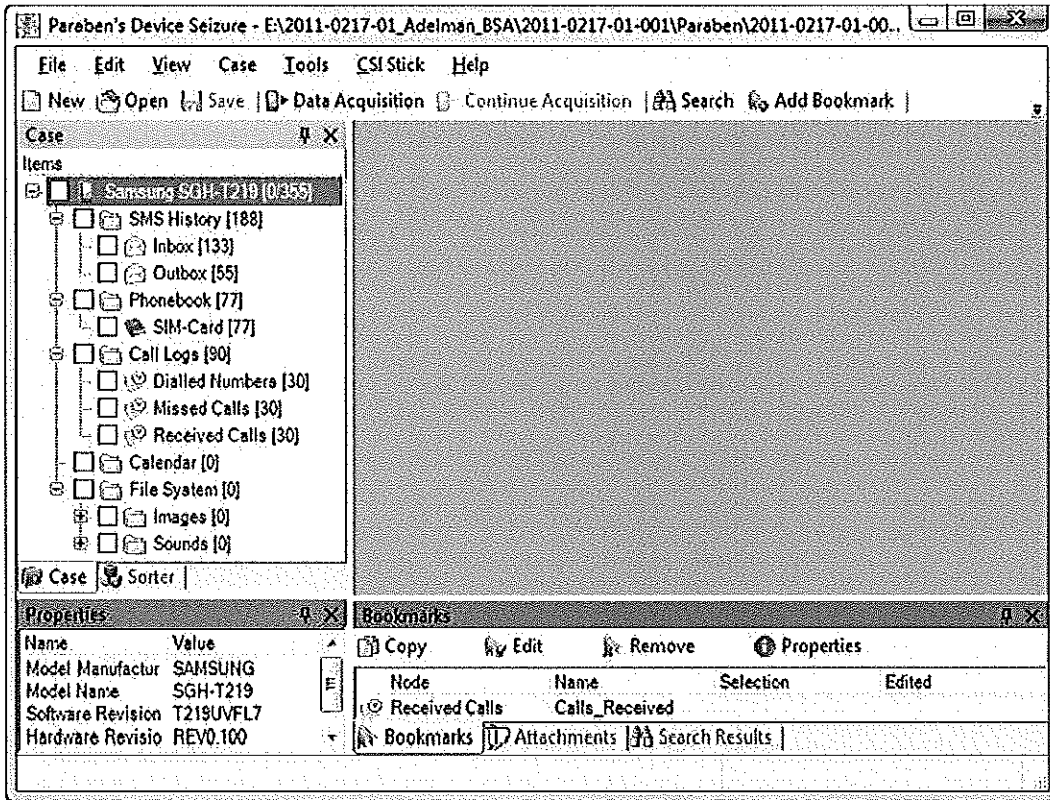 Paraben's Device Seizure - E:\2011-0217-01_Adelman_BSA\2011-0217-01-001\Paraben\2011-0217-01-00...
File Edit View Case Tools CSI Stick Help
New Open Save Data Acquisition Continue Acquisition Search Add Bookmark
Case
Items
Samsung SGH-T219 [0/355]
SMS History [188]
Inbox [133]
Outbox [55]
Phonebook [77]
SIM-Card [77]
Call Logs [90]
Dialled Numbers [30]
Missed Calls [30]
Received Calls [30]
Calendar [0]
File System [0]
Images [0]
Sounds [0]
Case Sorter
Properties
Name Value
Model Manufactur SAMSUNG
Model Name SGH-T219
Software Revision T219UVFL7
Hardware Revisio REV0.100
Bookmarks
Copy Edit Remove Properties
Node Name Selection Edited
Received Calls Calls_Received
Bookmarks Attachments Search Results